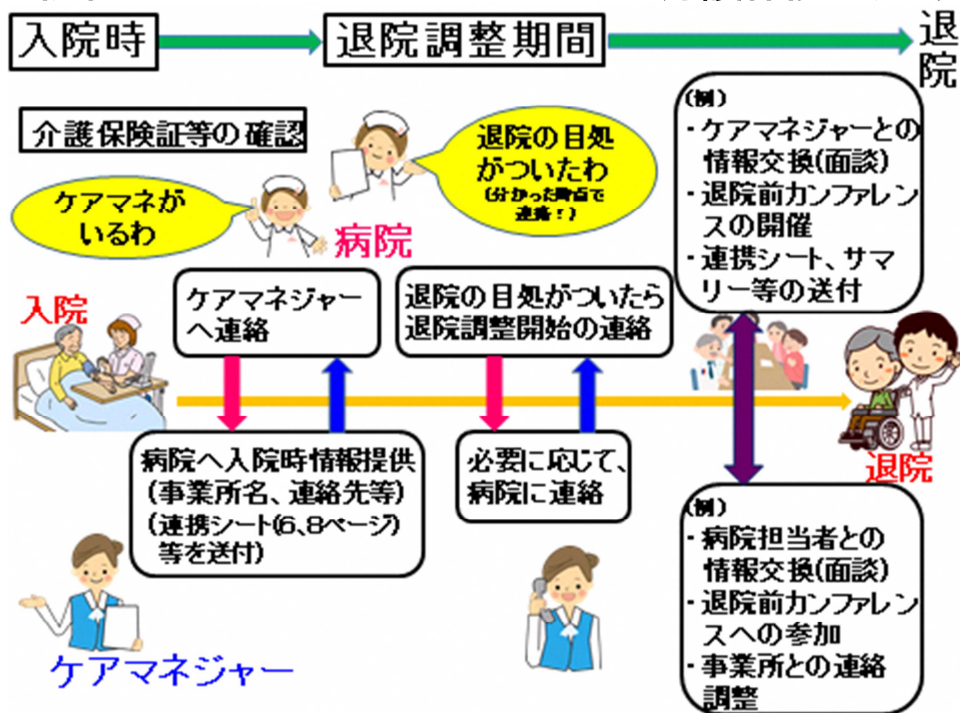 入院時
退院調整期間
退
院
介護保険証等の確認
ケアマネが
いるわ
退院の目処
がついたわ
(分かった時点で
連絡!)
病院
(例)
・ケアマネジャーとの
情報交換(面談)
・退院前カンファレン
スの開催
・連携シート、サマ
リー等の送付
入院
ケアマネジャー
へ連絡
退院の目処がついたら
退院調整開始の連絡
病院へ入院時情報提供
(事業所名、連絡先等)
(連携シート(6、8ページ)
等を送付)
必要に応じて、
病院に連絡
退院
(例)
・病院担当者との
情報交換(面談)
・退院前カンファレン
スへの参加
・事業所との連絡
調整
ケアマネジャー